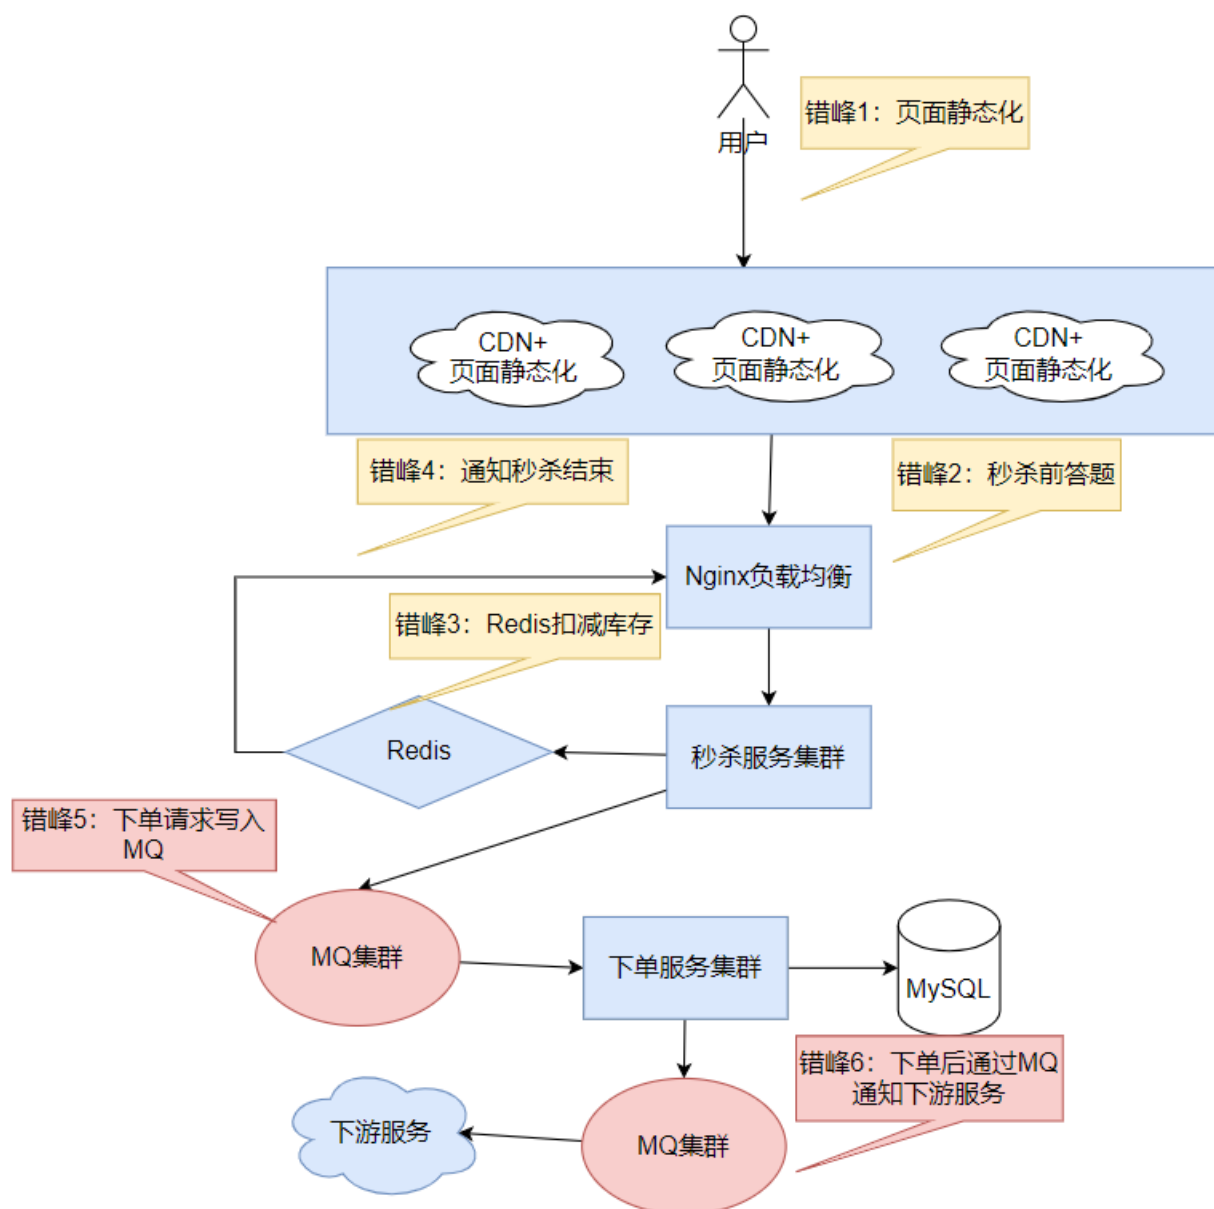 错峰1：页面静态化
用户
CDN+
页面静态化
CDN+
页面静态化
CDN+
页面静态化
错峰4：通知秒杀结束
错峰2：秒杀前答题
Nginx负载均衡
错峰3：Redis扣减库存
Redis
秒杀服务集群
错峰5：下单请求写入
MQ
MQ集群
下单服务集群
MySQL
错峰6：下单后通过MQ
通知下游服务
下游服务
MQ集群